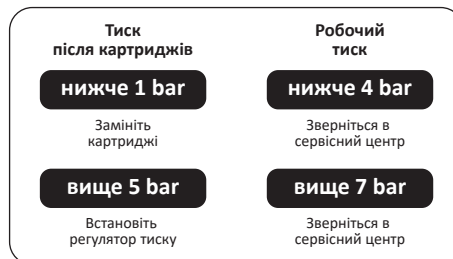 Тиск
після картриджів
нижче 1 bar
Замініть
картриджі
вище 5 bar
Встановіть
регулятор тиску
Робочий
тиск
нижче 4 bar
Зверніться в
сервісний центр
вище 7 bar
Зверніться в
сервісний центр